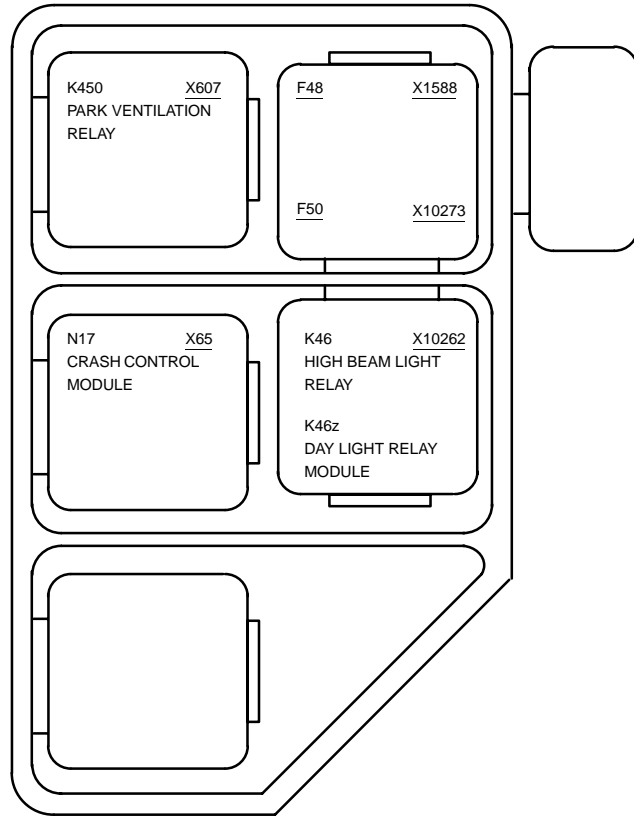 K450 X607
PARK VENTILATION
RELAY
F48 X1588
F50 X10273
N17 X65
CRASH CONTROL
MODULE
K46 X10262
HIGH BEAM LIGHT
RELAY
K46z
DAY LIGHT RELAY
MODULE